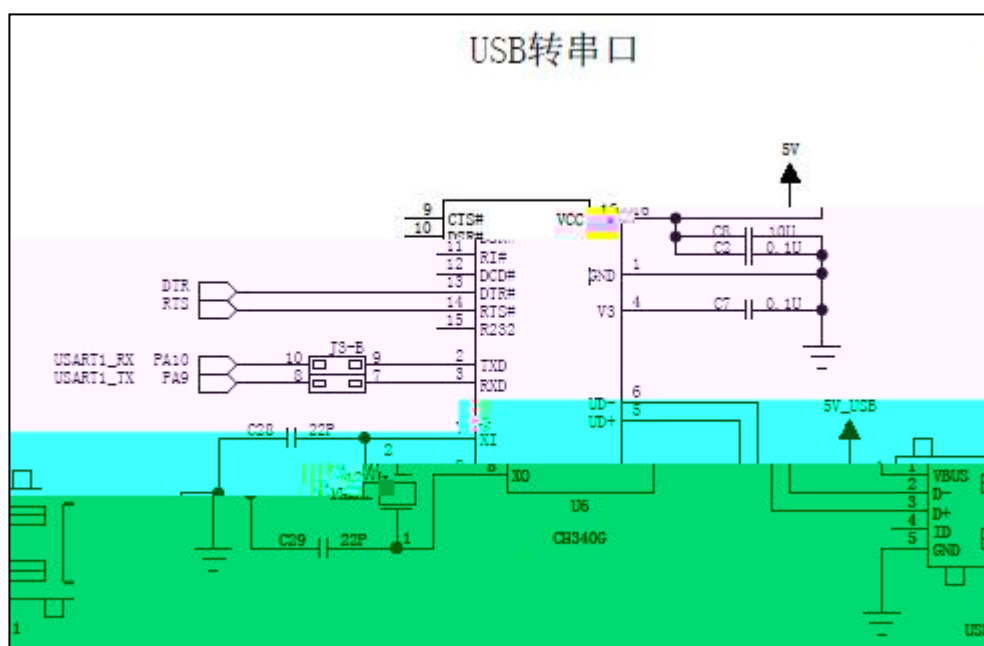 USB转串口
5V
9 CTS# VCC
10 DSR#
C8 10U
11 C2 0.1U
12 RI# 1
13 DCD# GND
DTR DTR#
14
RTS RTS# 4 C7 0.1U
15 R232 V3
J3-B
USART1_RX PA10 10 9 2 TXD
USART1_TX PA9 8 7 3 RXD
6
UD- 5 5V_USB
UD+
C28 22P XI
2
8 XO 1 VBUS
2 D-
U6 3 D+
4 ID
C29 22P 1 CH340G 5 GND
1